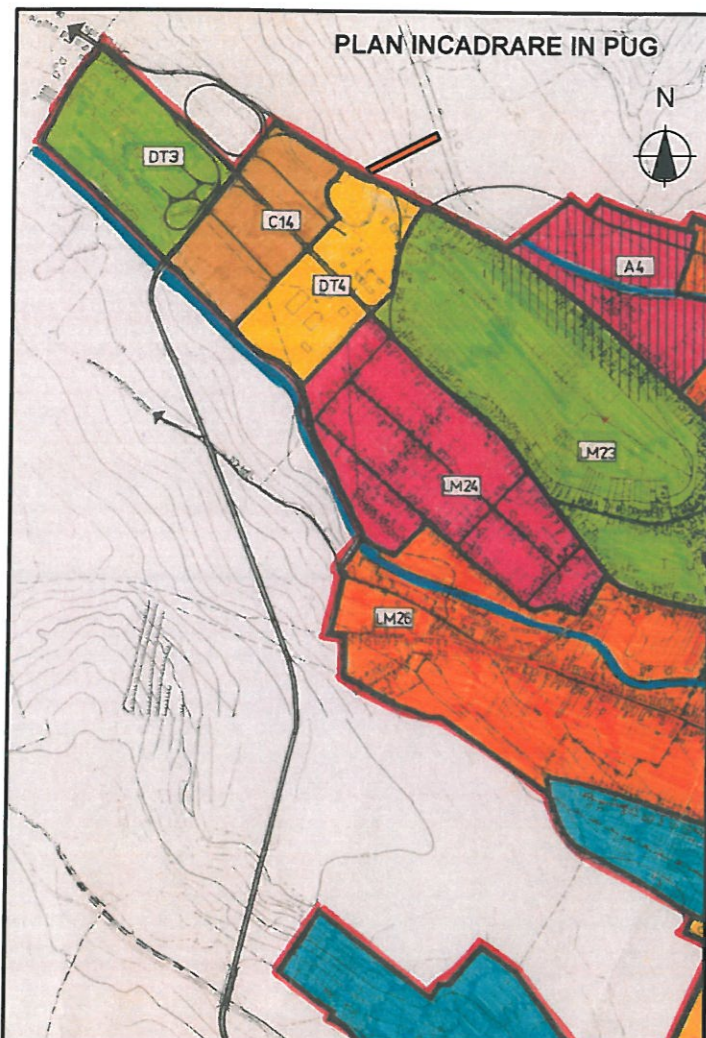 PLAN INCADRARE IN PUG
N
DT3
C14
A4
DT4
LM23
LM24
LM26